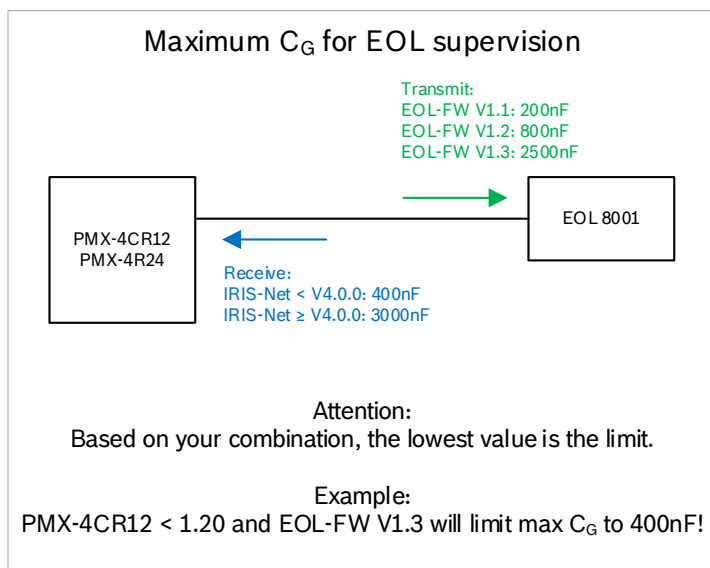 Maximum C_G for EOL supervision
Transmit:
EOL-FW V1.1: 200nF
EOL-FW V1.2: 800nF
EOL-FW V1.3: 2500nF
PMX-4CR12
PMX-4R24
EOL 8001
Receive:
IRIS-Net < V4.0.0: 400nF
IRIS-Net ≥ V4.0.0: 3000nF
Attention:
Based on your combination, the lowest value is the limit.
Example:
PMX-4CR12 < 1.20 and EOL-FW V1.3 will limit max C_G to 400nF!